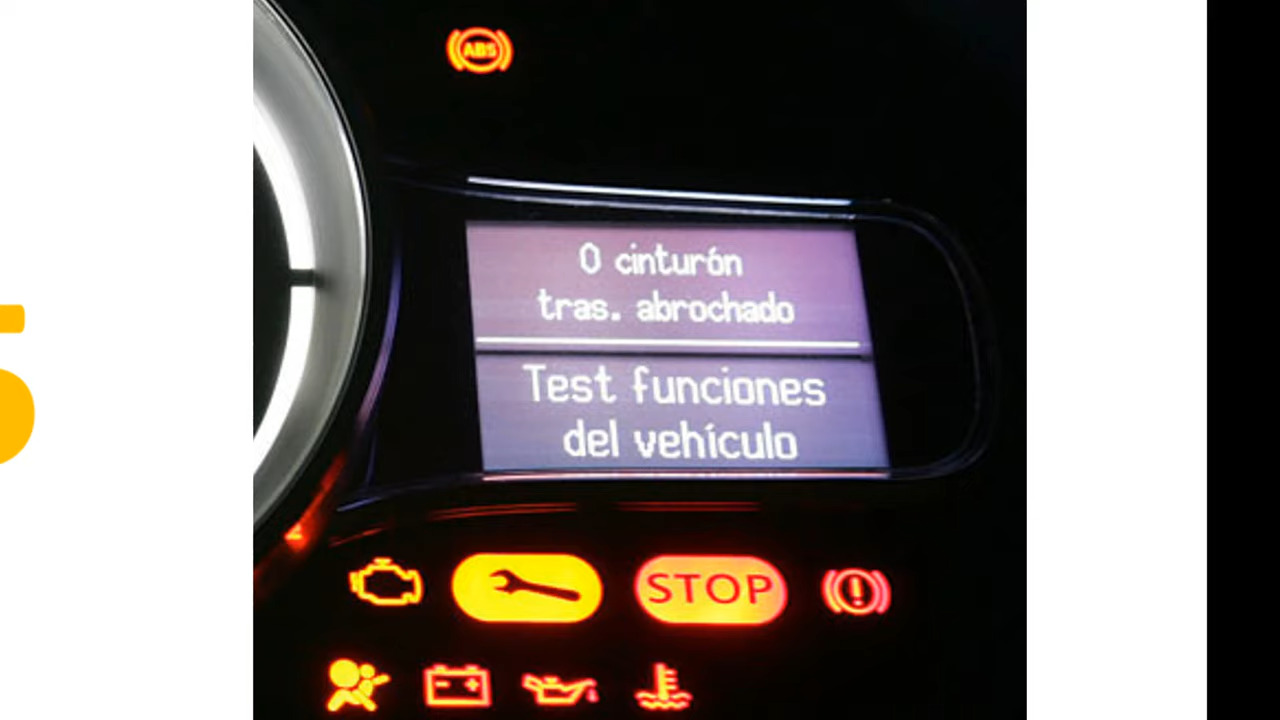 ABS
0 cinturón
tras. abrochado
Test funciones
del vehículo
STOP